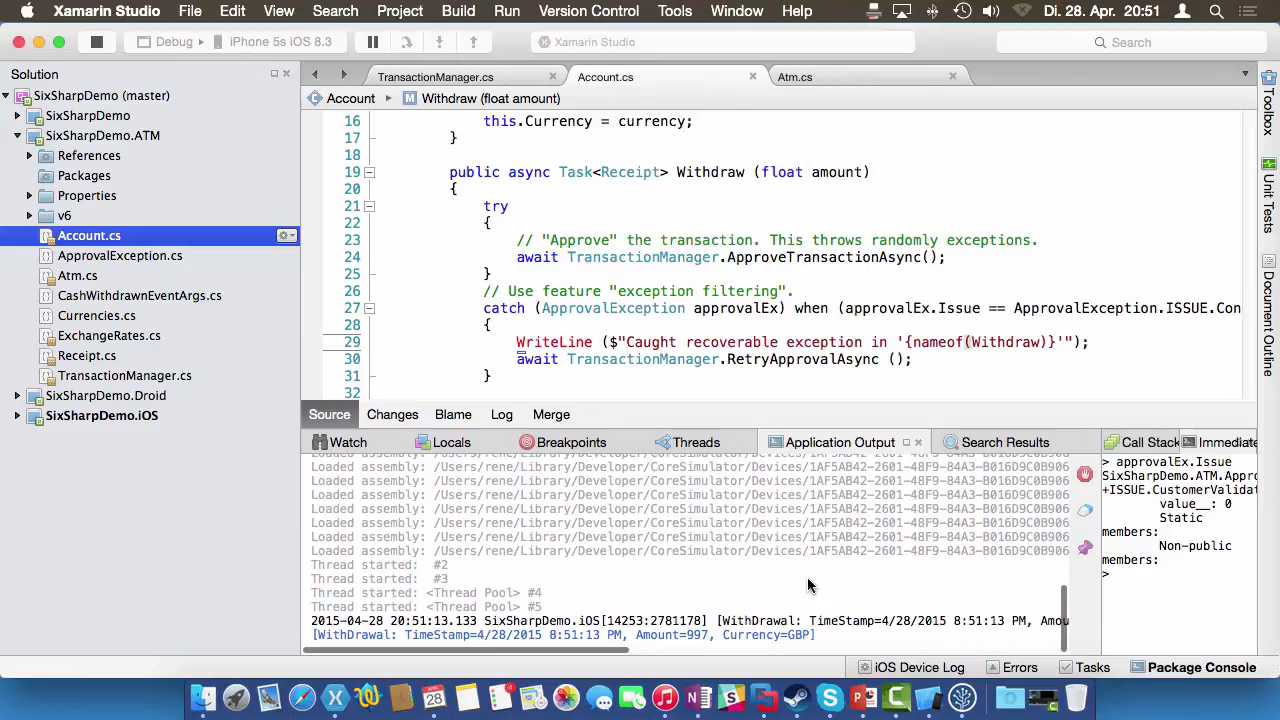 Xamarin Studio File Edit View Search Project Build Run Version Control Tools Window Help Di. 28. Apr. 20:51
Debug iPhone 5s iOS 8.3 Xamarin Studio Search
Solution
SixSharpDemo (master)
SixSharpDemo
SixSharpDemo.ATM
References
Packages
Properties
v6
Account.cs
ApprovalException.cs
Atm.cs
CashWithdrawnEventArgs.cs
Currencies.cs
ExchangeRates.cs
Receipt.cs
TransactionManager.cs
SixSharpDemo.Droid
SixSharpDemo.iOS
TransactionManager.cs Account.cs Atm.cs
Account Withdraw (float amount)
16 this.Currency = currency;
17 }
18
19 public async Task<Receipt> Withdraw (float amount)
20 {
21 try
22 {
23 // "Approve" the transaction. This throws randomly exceptions.
24 await TransactionManager.ApproveTransactionAsync();
25 }
26 // Use feature "exception filtering".
27 catch (ApprovalException approvalEx) when (approvalEx.Issue == ApprovalException.ISSUE.Con
28 {
29 WriteLine ($"Caught recoverable exception in '{nameof(Withdraw)}'");
30 await TransactionManager.RetryApprovalAsync ();
31 }
32
Source Changes Blame Log Merge
Watch Locals Breakpoints Threads Application Output Search Results
Loaded assembly: /Users/rene/Library/Developer/CoreSimulator/Devices/1AF5AB42-2601-48F9-84A3-B016D9C0B906
Loaded assembly: /Users/rene/Library/Developer/CoreSimulator/Devices/1AF5AB42-2601-48F9-84A3-B016D9C0B906
Loaded assembly: /Users/rene/Library/Developer/CoreSimulator/Devices/1AF5AB42-2601-48F9-84A3-B016D9C0B906
Loaded assembly: /Users/rene/Library/Developer/CoreSimulator/Devices/1AF5AB42-2601-48F9-84A3-B016D9C0B906
Loaded assembly: /Users/rene/Library/Developer/CoreSimulator/Devices/1AF5AB42-2601-48F9-84A3-B016D9C0B906
Loaded assembly: /Users/rene/Library/Developer/CoreSimulator/Devices/1AF5AB42-2601-48F9-84A3-B016D9C0B906
Loaded assembly: /Users/rene/Library/Developer/CoreSimulator/Devices/1AF5AB42-2601-48F9-84A3-B016D9C0B906
Loaded assembly: /Users/rene/Library/Developer/CoreSimulator/Devices/1AF5AB42-2601-48F9-84A3-B016D9C0B906
Thread started: #2
Thread started: #3
Thread started: <Thread Pool> #4
Thread started: <Thread Pool> #5
2015-04-28 20:51:13.133 SixSharpDemo.iOS[14253:2781178] [WithDrawal: TimeStamp=4/28/2015 8:51:13 PM, Amou
[WithDrawal: TimeStamp=4/28/2015 8:51:13 PM, Amount=997, Currency=GBP]
Call Stack Immediate
> approvalEx.Issue
SixSharpDemo.ATM.Appro
+ISSUE.CustomerValidat
value__: 0
Static
members:
Non-public
members:
>
Toolbox
Unit Tests
Document Outline
iOS Device Log Errors Tasks Package Console